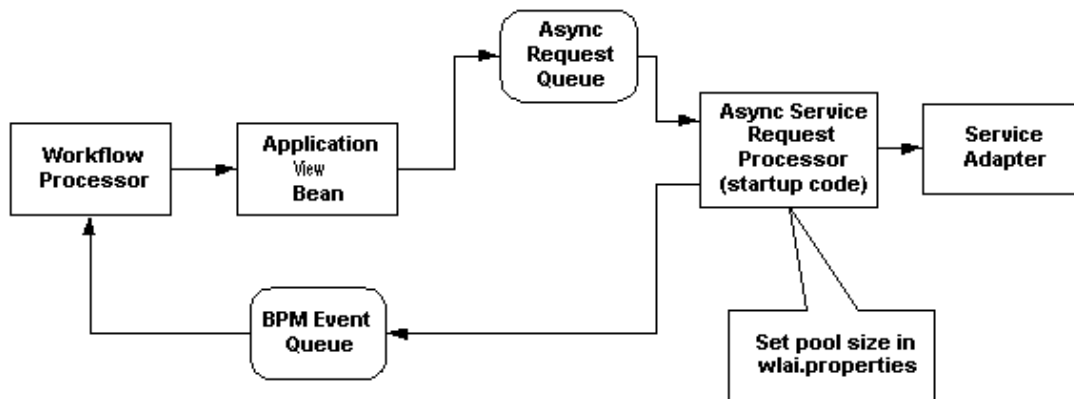 Async
Request
Queue
Workflow
Processor
Application
View
Bean
Async Service
Request
Processor
(startup code)
Service
Adapter
BPM Event
Queue
Set pool size in
wlai.properties